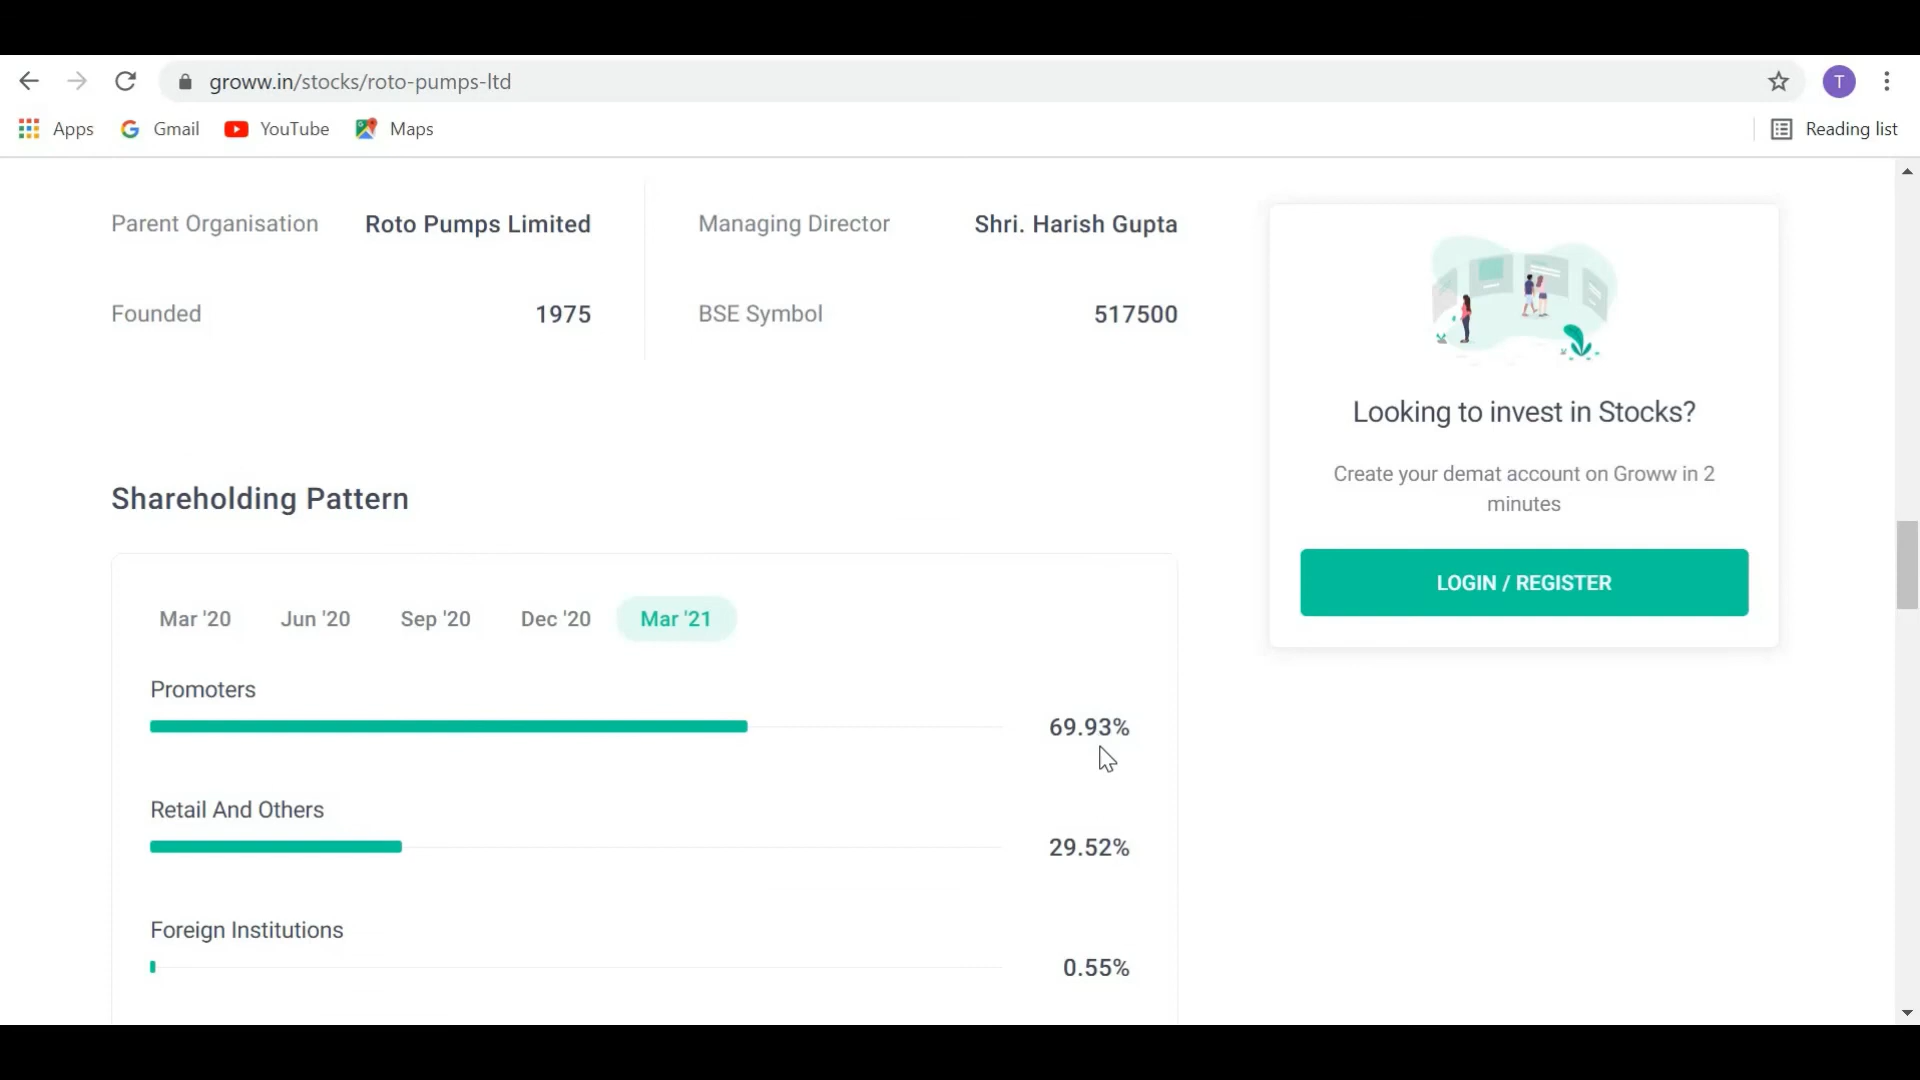 groww.in/stocks/roto-pumps-ltd
T
Apps Gmail YouTube Maps Reading list
Parent Organisation Roto Pumps Limited Managing Director Shri. Harish Gupta
Founded 1975 BSE Symbol 517500
Looking to invest in Stocks?
Create your demat account on Groww in 2
minutes
LOGIN / REGISTER
Shareholding Pattern
Mar '20 Jun '20 Sep '20 Dec '20 Mar '21
Promoters
69.93%
Retail And Others
29.52%
Foreign Institutions
0.55%